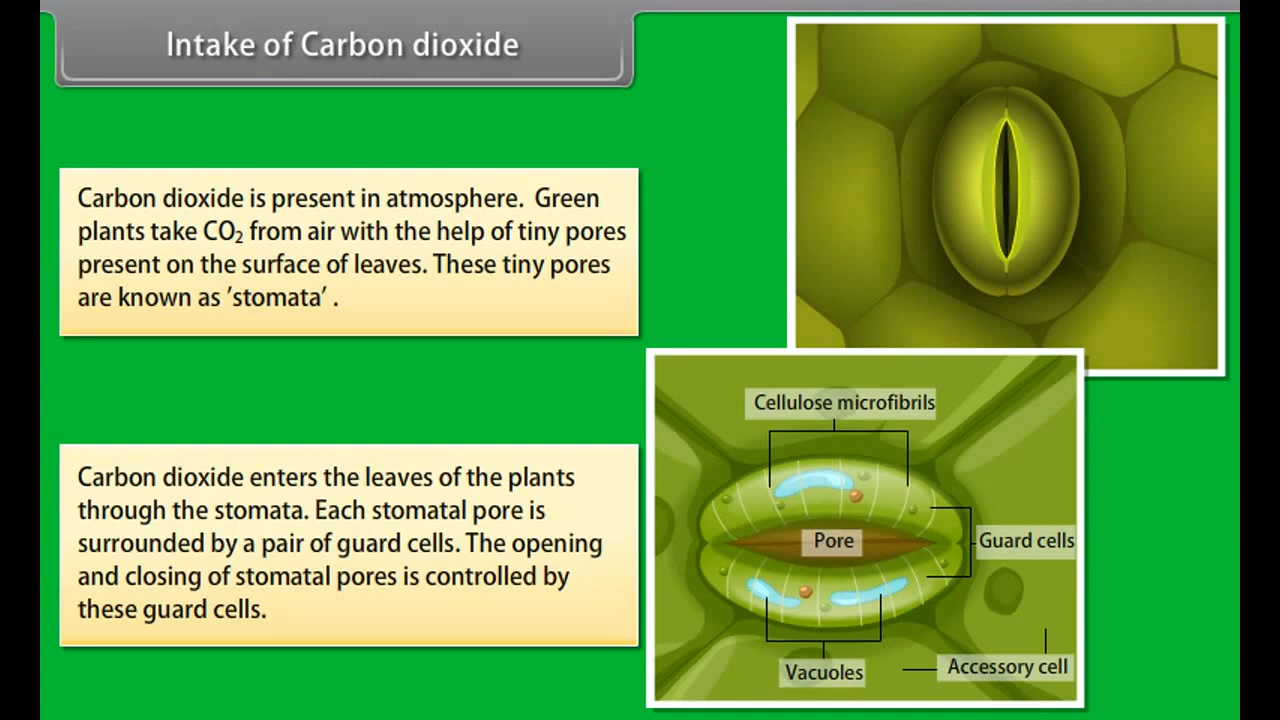 Intake of Carbon dioxide
Carbon dioxide is present in atmosphere.  Green
plants take CO₂ from air with the help of tiny pores
present on the surface of leaves. These tiny pores
are known as ’stomata’ .
Carbon dioxide enters the leaves of the plants
through the stomata. Each stomatal pore is
surrounded by a pair of guard cells. The opening
and closing of stomatal pores is controlled by
these guard cells.
Cellulose microfibrils
Pore
Guard cells
Vacuoles
Accessory cell